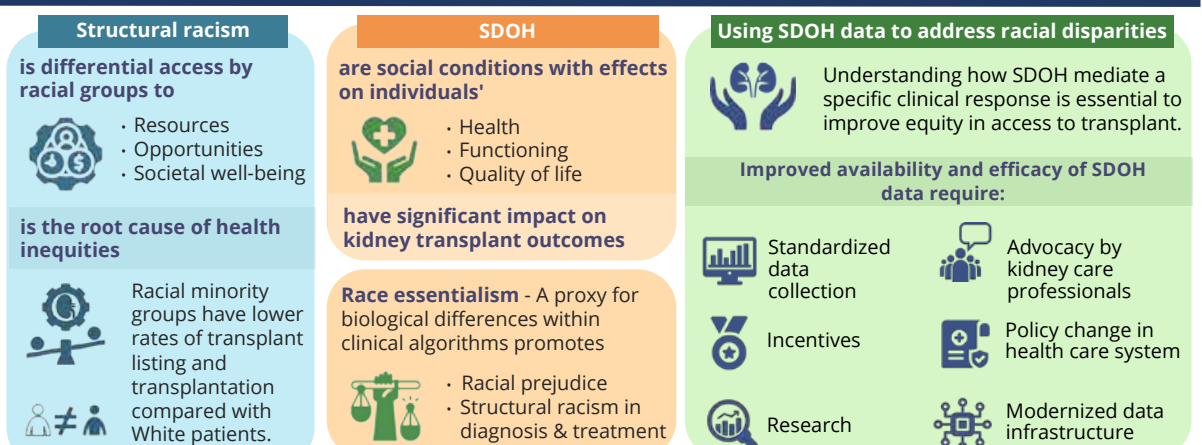 Structural racism
is differential access by
racial groups to
· Resources
· Opportunities
· Societal well-being
is the root cause of health
inequities
Racial minority
groups have lower
rates of transplant
listing and
transplantation
compared with
White patients.
SDOH
are social conditions with effects
on individuals'
· Health
· Functioning
· Quality of life
have significant impact on
kidney transplant outcomes
Race essentialism - A proxy for
biological differences within
clinical algorithms promotes
· Racial prejudice
· Structural racism in
diagnosis & treatment
Using SDOH data to address racial disparities
Understanding how SDOH mediate a
specific clinical response is essential to
improve equity in access to transplant.
Improved availability and efficacy of SDOH
data require:
Standardized
data
collection
Advocacy by
kidney care
professionals
Incentives
Policy change in
health care system
Research
Modernized data
infrastructure